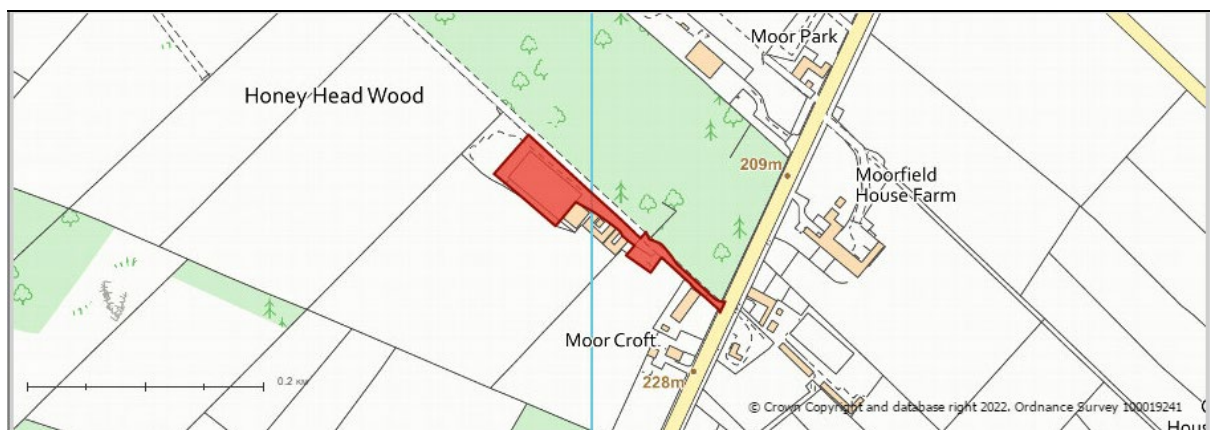 Moor Park
Honey Head Wood
209m
Moorfield
House Farm
Moor Croft
228m
0.2 км
© Crown Copyright and database right 2022. Ordnance Survey 100019241